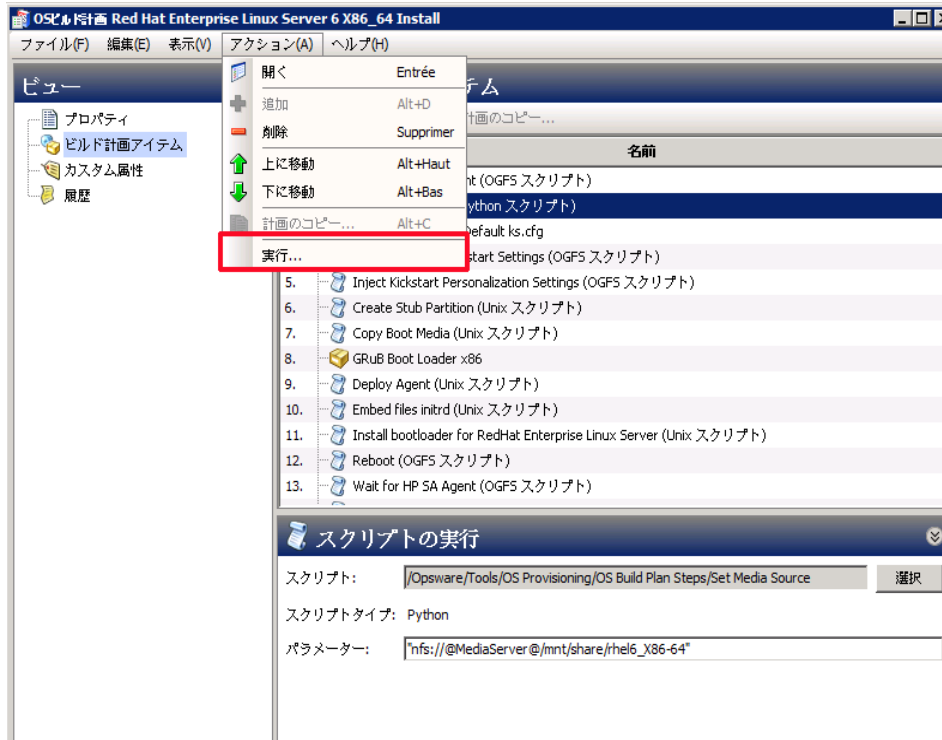 OSビルド計画 Red Hat Enterprise Linux Server 6 X86_64 Install
ファイル(F) 編集(E) 表示(V) アクション(A) ヘルプ(H)
ビュー
プロパティ
ビルド計画アイテム
カスタム属性
履歴
開く Entrée
追加 Alt+D
削除 Supprimer
上に移動 Alt+Haut
下に移動 Alt+Bas
計画のコピー... Alt+C
実行...
テム
計画のコピー...
名前
nt (OGFS スクリプト)
ython スクリプト)
Default ks.cfg
start Settings (OGFS スクリプト)
5. Inject Kickstart Personalization Settings (OGFS スクリプト)
6. Create Stub Partition (Unix スクリプト)
7. Copy Boot Media (Unix スクリプト)
8. GRuB Boot Loader x86
9. Deploy Agent (Unix スクリプト)
10. Embed files initrd (Unix スクリプト)
11. Install bootloader for RedHat Enterprise Linux Server (Unix スクリプト)
12. Reboot (OGFS スクリプト)
13. Wait for HP SA Agent (OGFS スクリプト)
スクリプトの実行
スクリプト: /Opsware/Tools/OS Provisioning/OS Build Plan Steps/Set Media Source 選択
スクリプトタイプ: Python
パラメーター: "nfs://@MediaServer@/mnt/share/rhel6_X86-64"